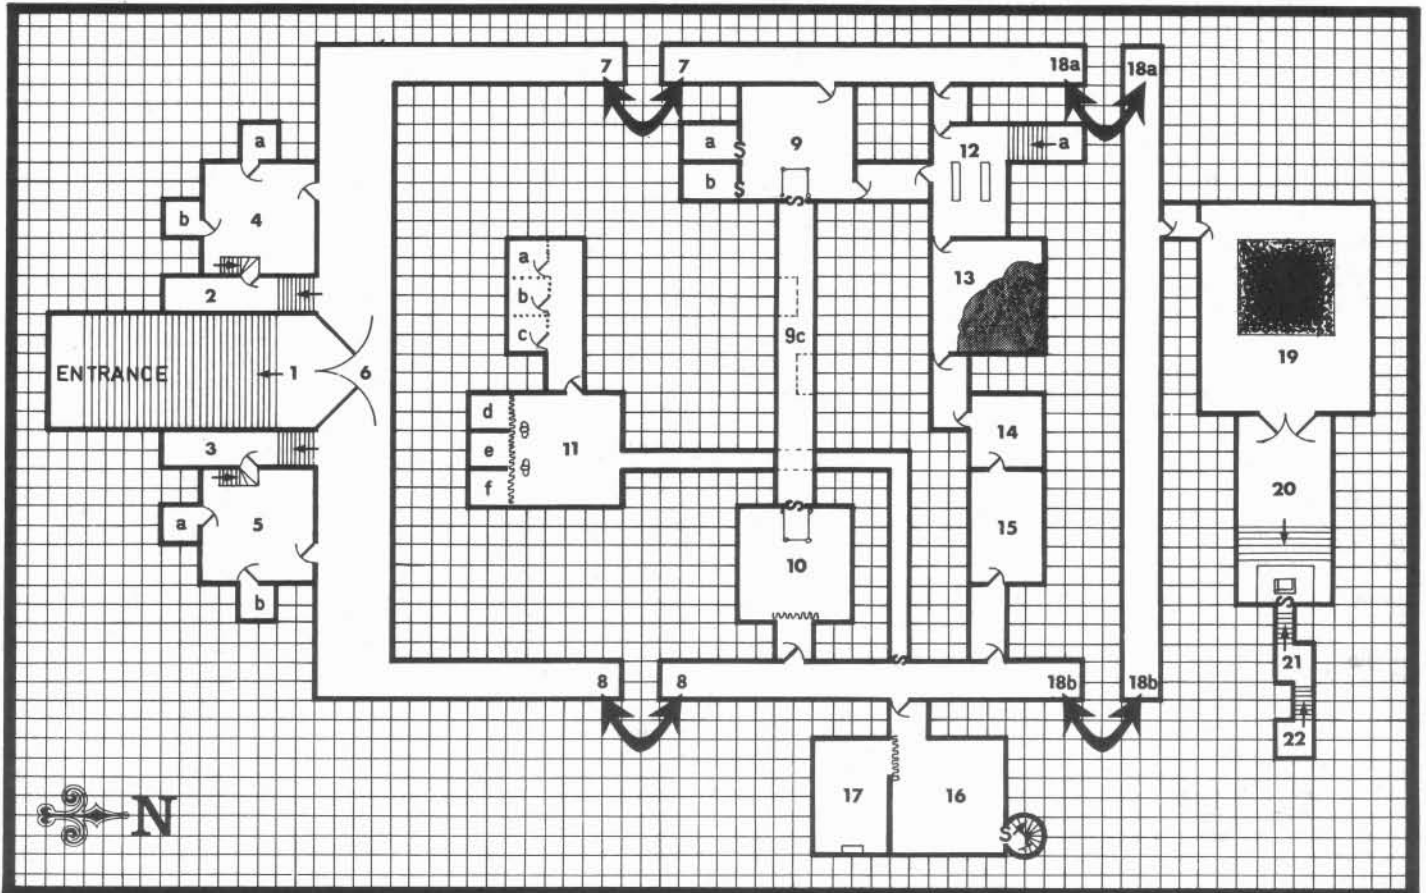 7 7 18a 18a
a
a S 9 12 a
b 4 b S S
2 a 13
b 9c 19
c
ENTRANCE 1 6
d 14
3 e 11
f S 20
a 5 15
10
b S
S 21
8 8 18b 18b
22
17 16
N S